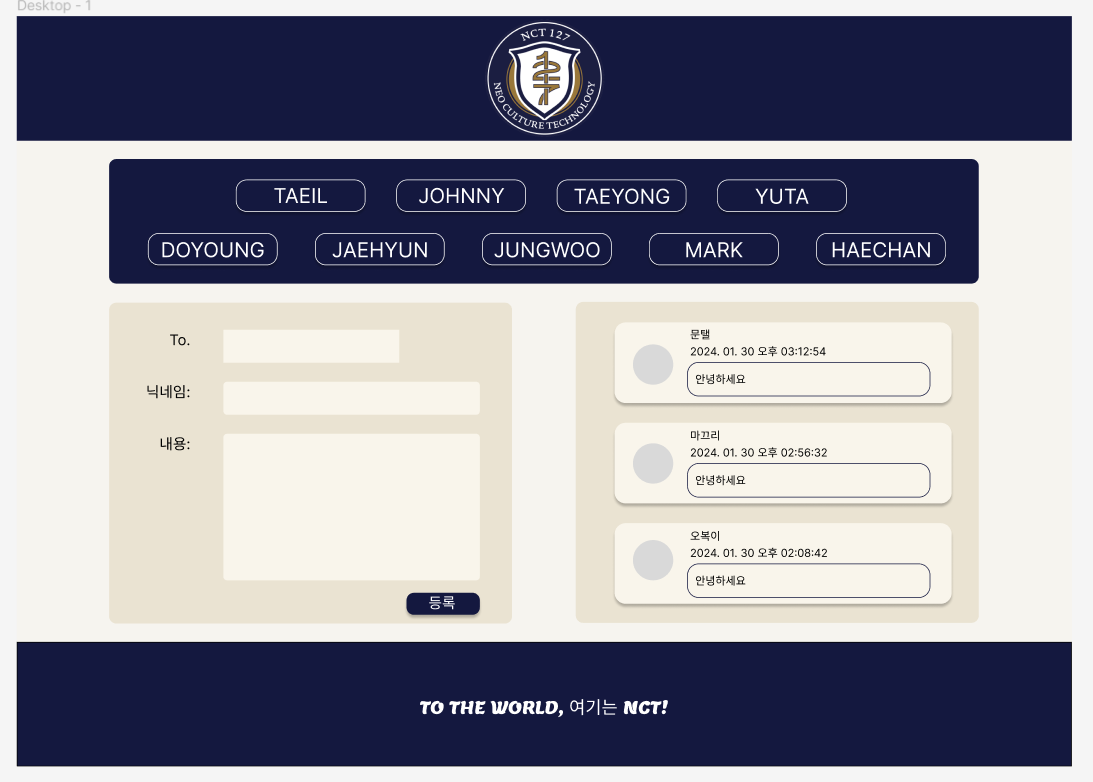 Desktop - 1
NCT 127
NEO CULTURE TECHNOLOGY
TAEIL JOHNNY TAEYONG YUTA
DOYOUNG JAEHYUN JUNGWOO MARK HAECHAN
To.
닉네임:
내용:
등록
문탤
2024. 01. 30 오후 03:12:54
안녕하세요
마끄리
2024. 01. 30 오후 02:56:32
안녕하세요
오복이
2024. 01. 30 오후 02:08:42
안녕하세요
TO THE WORLD, 여기는 NCT!